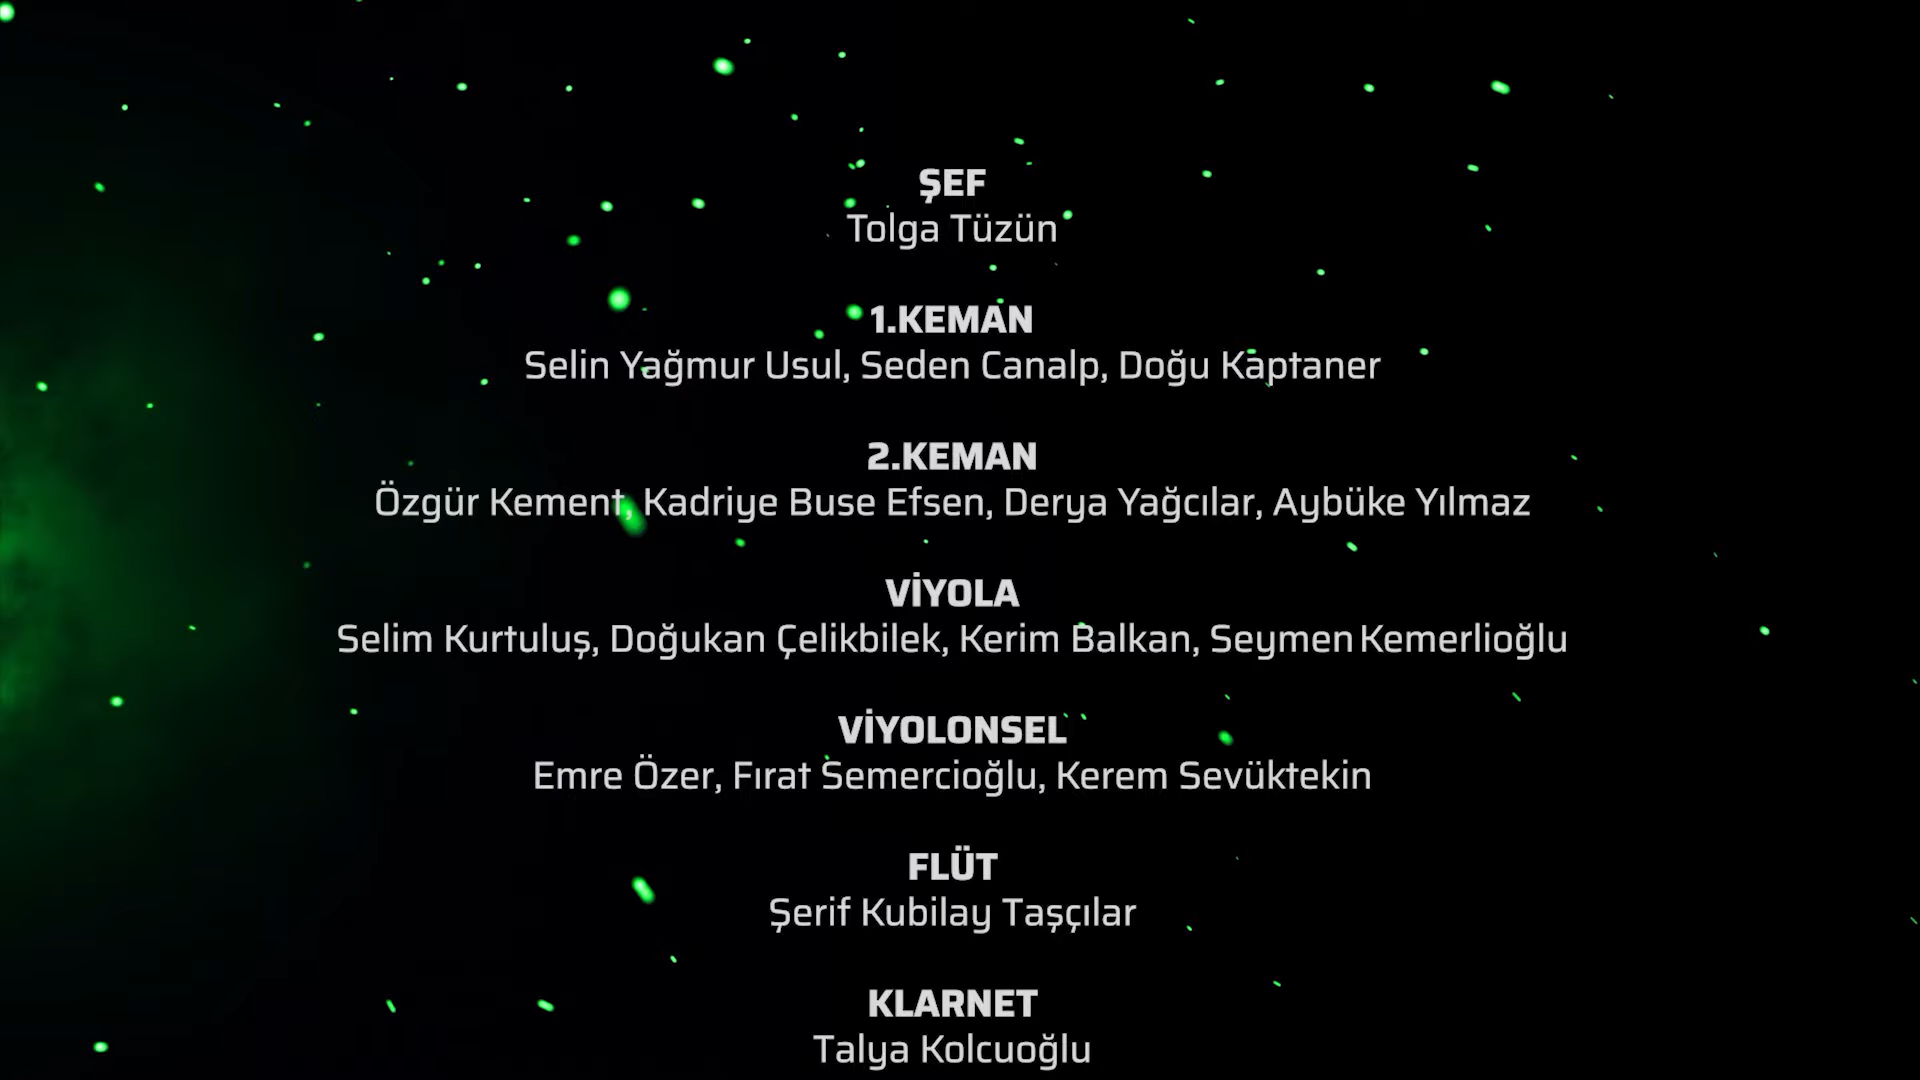 ŞEF
Tolga Tüzün
1.KEMAN
Selin Yağmur Usul, Seden Canalp, Doğu Kaptaner
2.KEMAN
Özgür Kement, Kadriye Buse Efsen, Derya Yağcılar, Aybüke Yılmaz
VİYOLA
Selim Kurtuluş, Doğukan Çelikbilek, Kerim Balkan, Seymen Kemerlioğlu
VİYOLONSEL
Emre Özer, Fırat Semercioğlu, Kerem Sevüktekin
FLÜT
Şerif Kubilay Taşçılar
KLARNET
Talya Kolcuoğlu